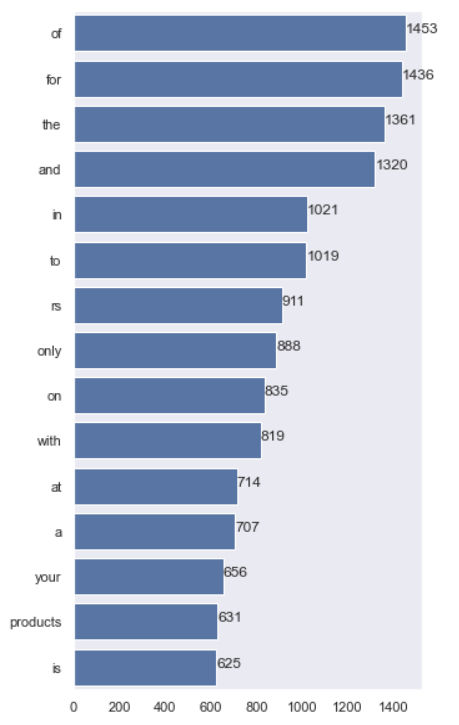 of 1453
for 1436
the 1361
and 1320
in 1021
to 1019
rs 911
only 888
on 835
with 819
at 714
a 707
your 656
products 631
is 625
0 200 400 600 800 1000 1200 1400